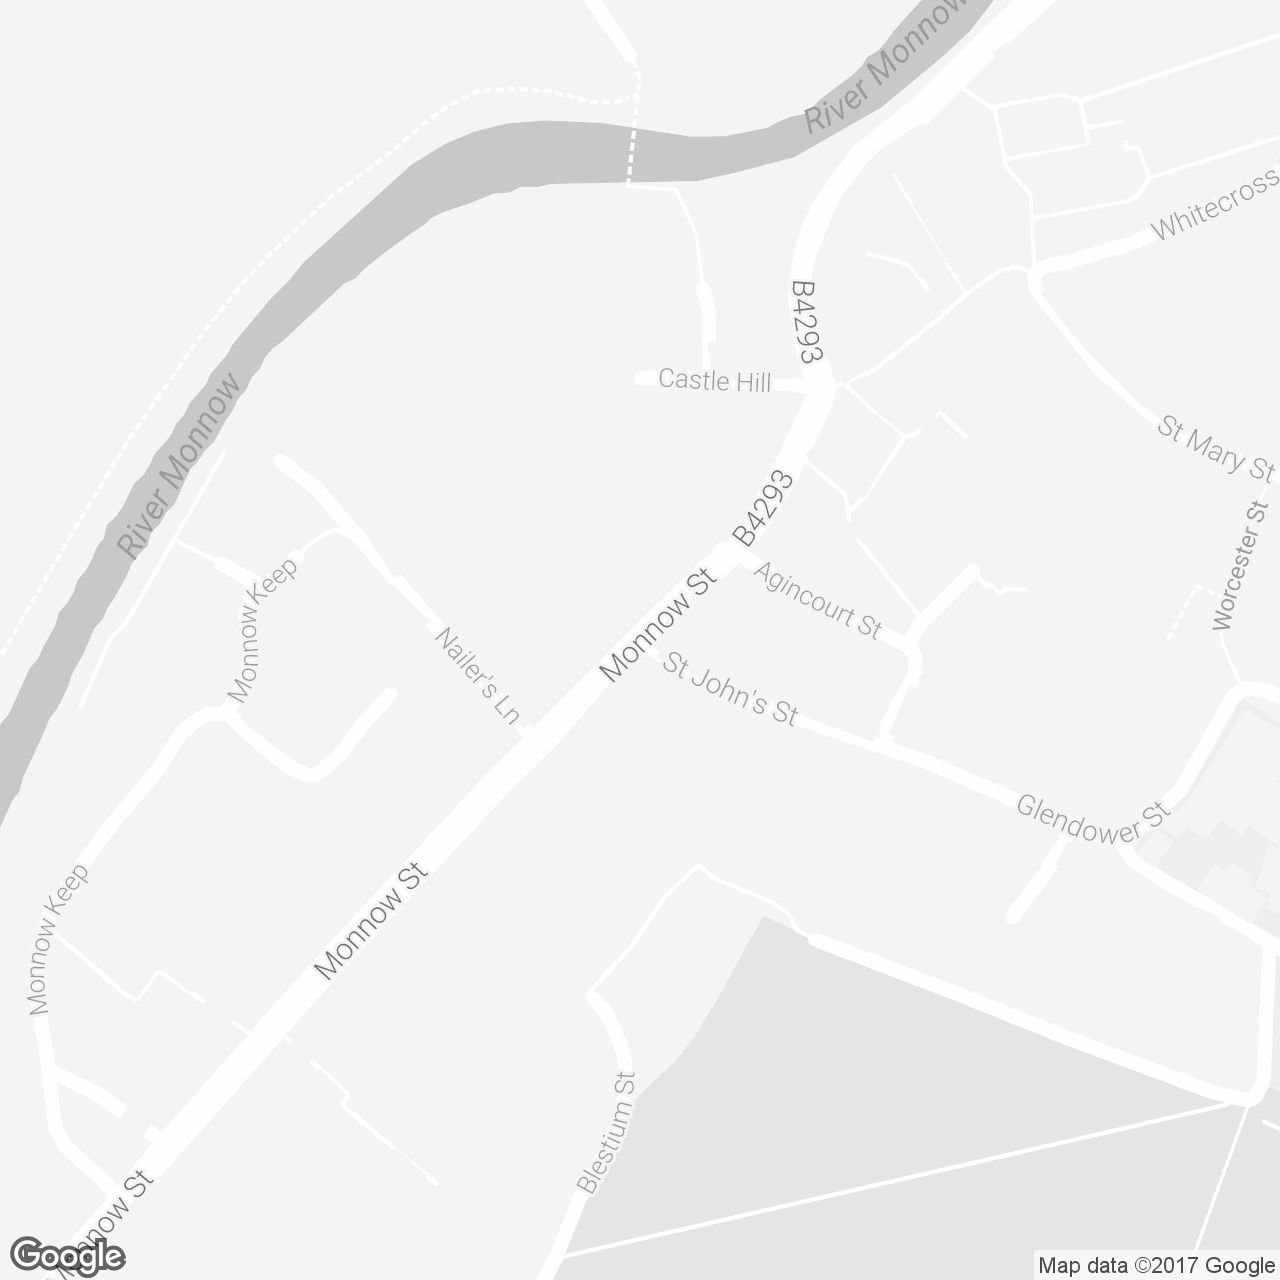 River Monnow
Whitecross
B4293
Castle Hill
River Monnow
St Mary St
B4293
Worcester St
Monnow Keep
Agincourt St
Monnow St
Nailer's Ln
St John's St
Glendower St
Monnow St
Monnow Keep
Blestium St
Monnow St
Google
Map data ©2017 Google